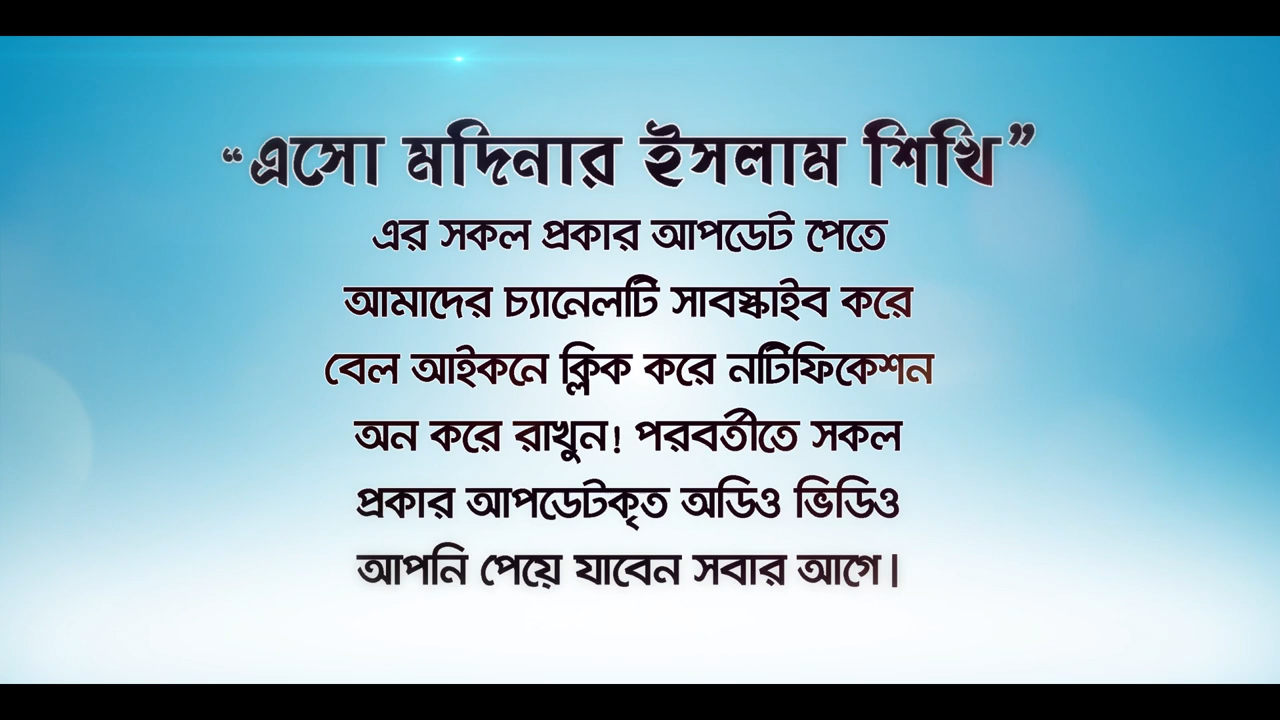 “এসো মদিনার ইসলাম শিখি”
এর সকল প্রকার আপডেট পেতে
আমাদের চ্যানেলটি সাবস্ক্রাইব করে
বেল আইকনে ক্লিক করে নটিফিকেশন
অন করে রাখুন! পরবর্তীতে সকল
প্রকার আপডেটকৃত অডিও ভিডিও
আপনি পেয়ে যাবেন সবার আগে।